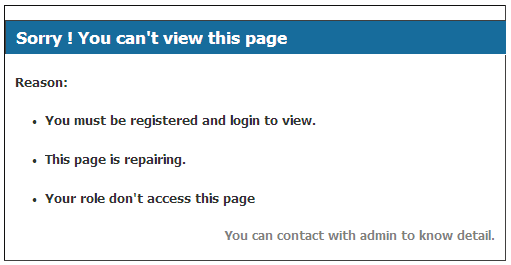 Sorry ! You can't view this page
Reason:
• You must be registered and login to view.
• This page is repairing.
• Your role don't access this page
You can contact with admin to know detail.